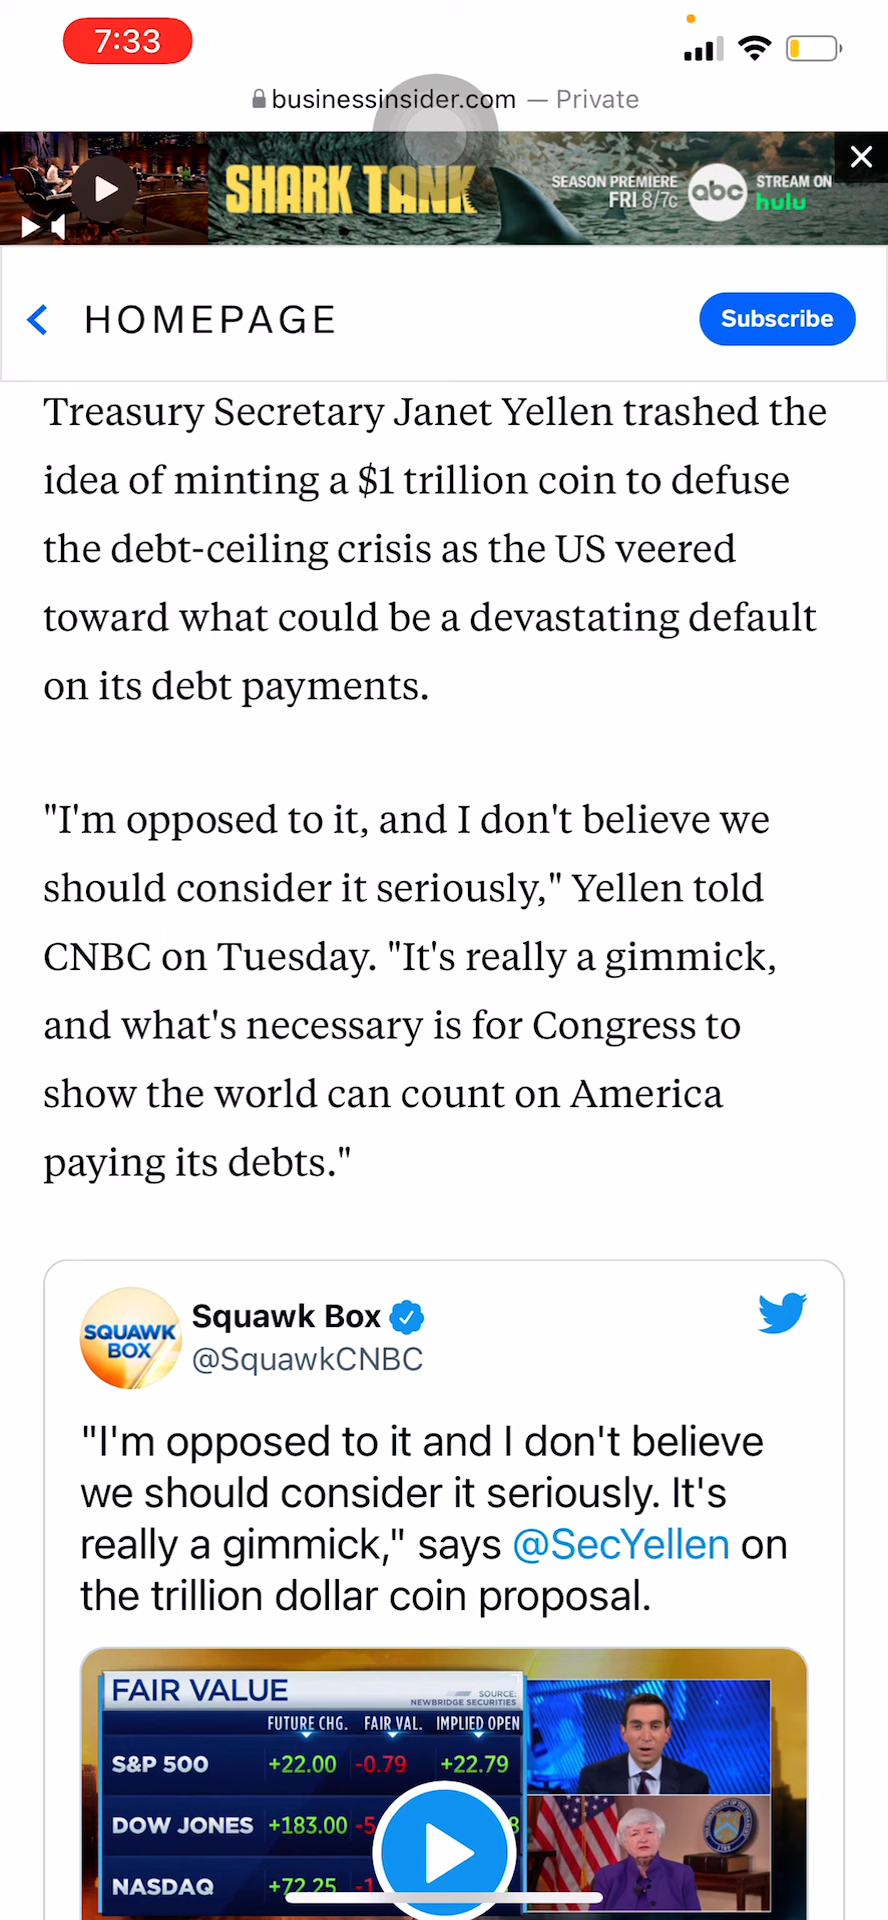 7:33
businessinsider.com — Private
SHARK TANK
SEASON PREMIERE
FRI 8/7c
abc
STREAM ON
hulu
HOMEPAGE
Subscribe
Treasury Secretary Janet Yellen trashed the
idea of minting a $1 trillion coin to defuse
the debt-ceiling crisis as the US veered
toward what could be a devastating default
on its debt payments.
"I'm opposed to it, and I don't believe we
should consider it seriously," Yellen told
CNBC on Tuesday. "It's really a gimmick,
and what's necessary is for Congress to
show the world can count on America
paying its debts."
SQUAWK
BOX
Squawk Box
@SquawkCNBC
"I'm opposed to it and I don't believe
we should consider it seriously. It's
really a gimmick," says @SecYellen on
the trillion dollar coin proposal.
FAIR VALUE
SOURCE:
NEWBRIDGE SECURITIES
FUTURE CHG. FAIR VAL. IMPLIED OPEN
S&P 500 +22.00 -0.79 +22.79
DOW JONES +183.00
NASDAQ +72.25